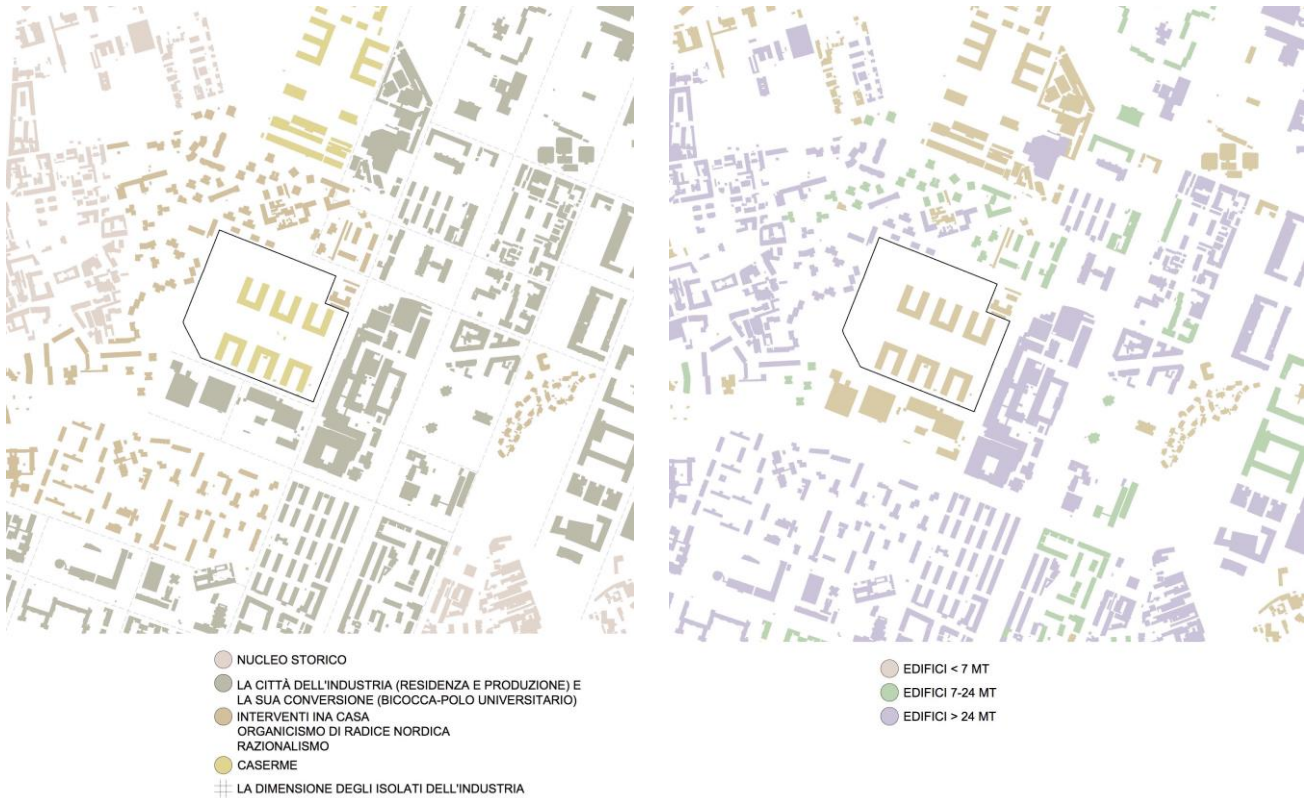 NUCLEO STORICO
LA CITTÀ DELL'INDUSTRIA (RESIDENZA E PRODUZIONE) E
LA SUA CONVERSIONE (BICOCCA-POLO UNIVERSITARIO)
INTERVENTI INA CASA
ORGANICISMO DI RADICE NORDICA
RAZIONALISMO
CASERME
LA DIMENSIONE DEGLI ISOLATI DELL'INDUSTRIA
EDIFICI < 7 MT
EDIFICI 7-24 MT
EDIFICI > 24 MT